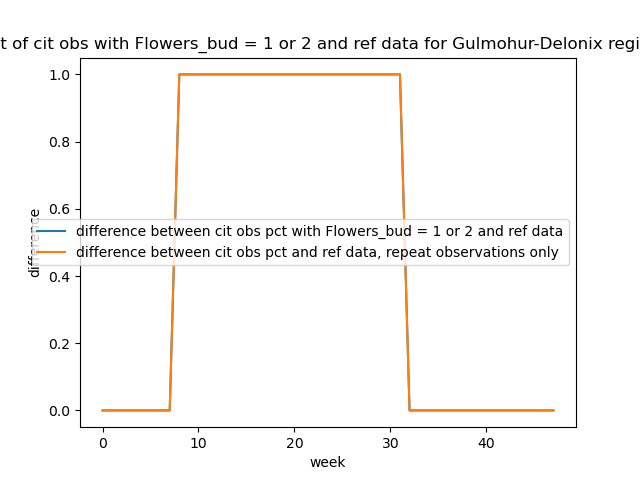 t of cit obs with Flowers_bud = 1 or 2 and ref data for Gulmohur-Delonix regi
1.0
0.8
0.6
difference between cit obs pct with Flowers_bud = 1 or 2 and ref data
difference between cit obs pct and ref data, repeat observations only
difference
0.4
0.2
0.0
0 10 20 30 40
week